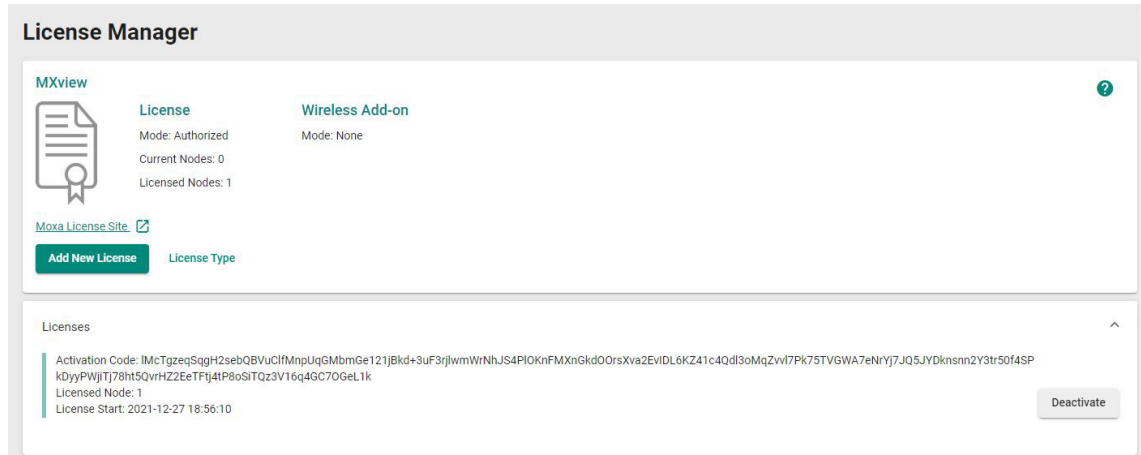 License Manager
MXview
License
Wireless Add-on
Mode: Authorized
Mode: None
Current Nodes: 0
Licensed Nodes: 1
Moxa License Site
Add New License
License Type
Licenses
Activation Code: lMcTgzeqSqgH2sebQBVuClfMnpUqGMbmGe121jBkd+3uF3rjlwmWrNhJS4PlOKnFMXnGkdOOrsXva2EvIDL6KZ41c4Qdl3oMqZvvl7Pk75TVGWA7eNrYj7JQ5JYDknsnn2Y3tr50f4SP
kDyyPWjiTj78ht5QvrHZ2EeTFtj4tP8oSiTQz3V16q4GC7OGeL1k
Licensed Node: 1
License Start: 2021-12-27 18:56:10
Deactivate